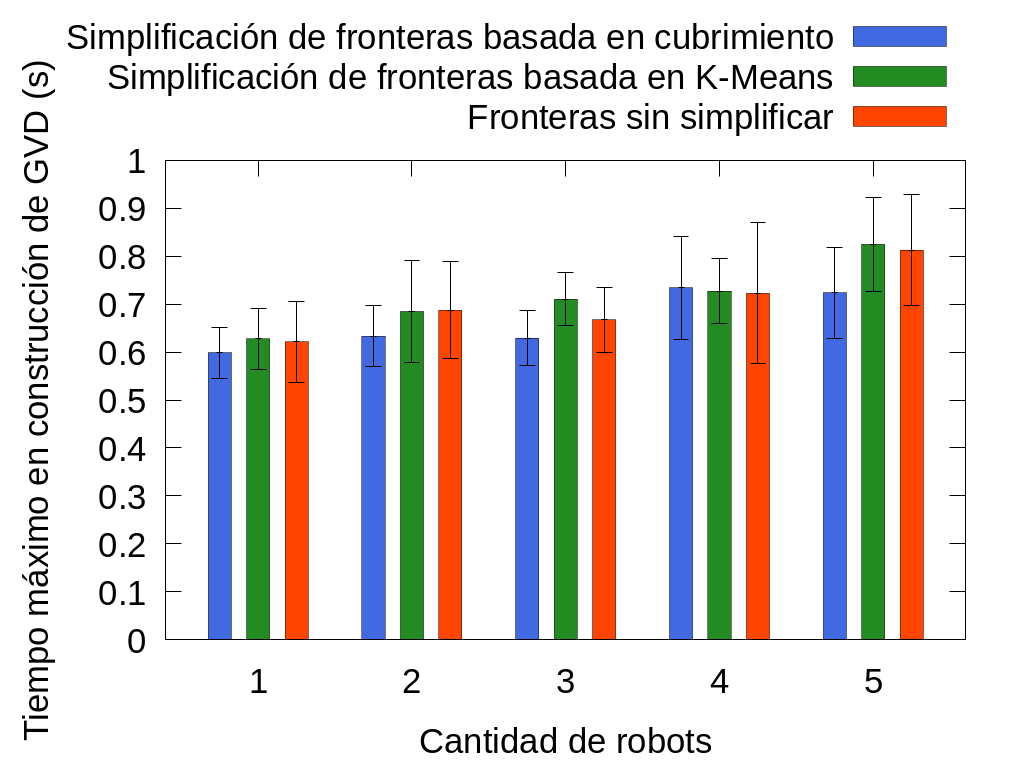 Simplificación de fronteras basada en cubrimiento
Simplificación de fronteras basada en K-Means
Fronteras sin simplificar
Tiempo máximo en construcción de GVD (s)
1
0.9
0.8
0.7
0.6
0.5
0.4
0.3
0.2
0.1
0
1 2 3 4 5
Cantidad de robots